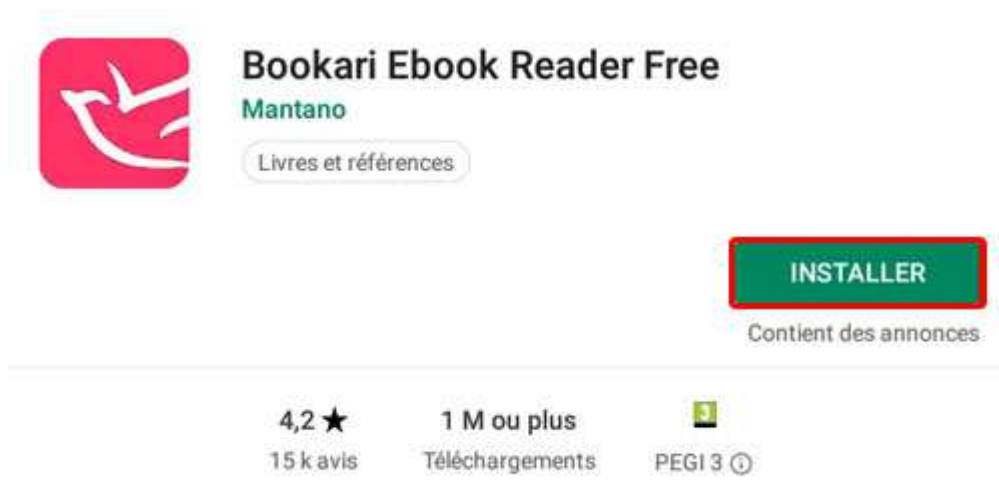 Bookari Ebook Reader Free
Mantano
Livres et références
INSTALLER
Contient des annonces
4,2 ★ 1 M ou plus 3
15 k avis Téléchargements PEGI 3 ⓘ